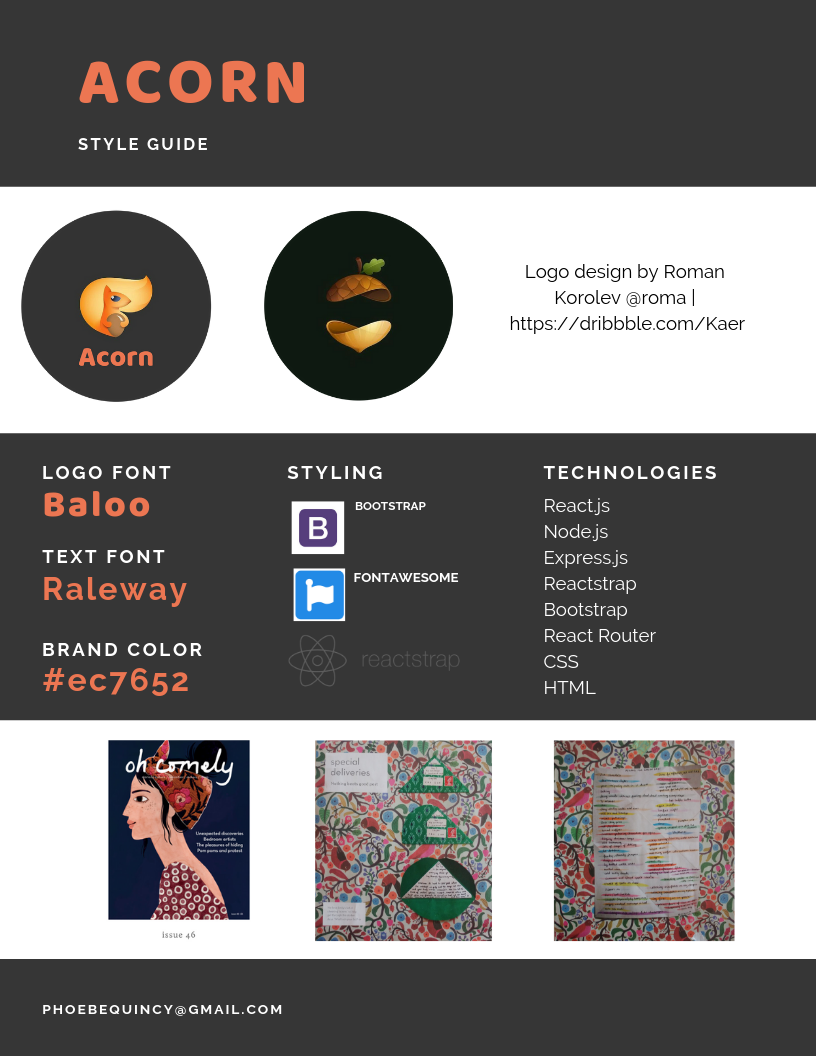 ACORN
STYLE GUIDE
Acorn
Logo design by Roman
Korolev @roma |
https://dribbble.com/Kaer
LOGO FONT
Baloo
TEXT FONT
Raleway
BRAND COLOR
#ec7652
STYLING
B
BOOTSTRAP
FONTAWESOME
reactstrap
TECHNOLOGIES
React.js
Node.js
Express.js
Reactstrap
Bootstrap
React Router
CSS
HTML
oh comely
Unexpected discoveries
Bedroom artists
The pleasures of hiding
Pom poms and protest
issue 46
special
deliveries
PHOEBEQUINCY@GMAIL.COM